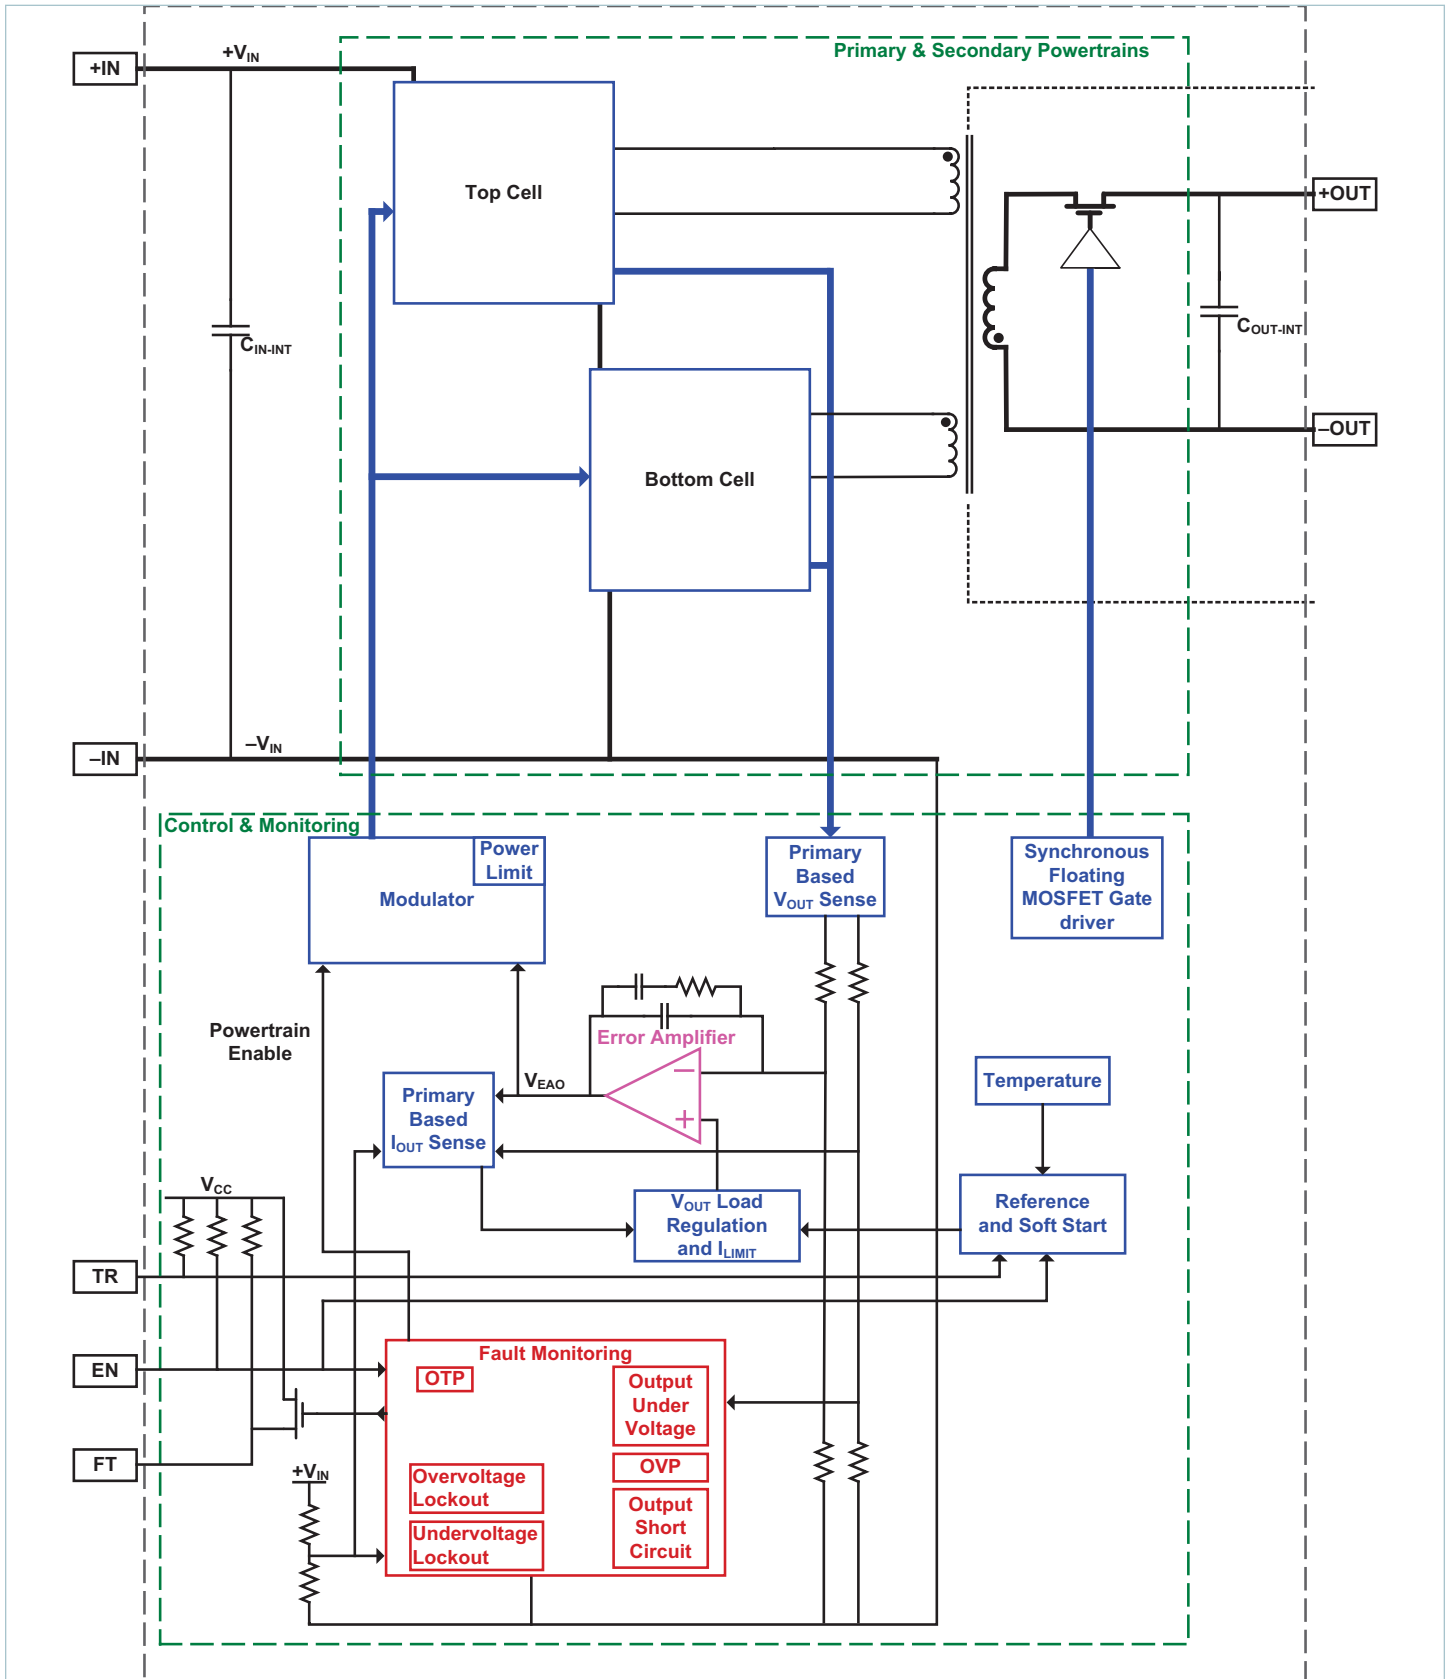 Primary & Secondary Powertrains
+IN
+VIN
Top Cell
+OUT
CIN-INT
COUT-INT
–OUT
Bottom Cell
–IN
–VIN
Control & Monitoring
Power
Limit
Modulator
Primary
Based
VOUT Sense
Synchronous
Floating
MOSFET Gate
driver
Powertrain
Enable
Error Amplifier
–
+
VEAO
Primary
Based
IOUT Sense
Temperature
VCC
VOUT Load
Regulation
and ILIMIT
Reference
and Soft Start
TR
EN
FT
Fault Monitoring
OTP
Output
Under
Voltage
OVP
+VIN
Overvoltage
Lockout
Undervoltage
Lockout
Output
Short
Circuit